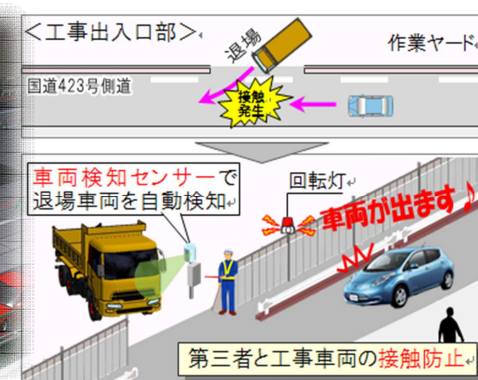 ＜工事出入口部＞
退場
作業ヤード
国道423号側道
接触
発生
車両検知センサーで
退場車両を自動検知
回転灯
車両が出ます♪
第三者と工事車両の接触防止